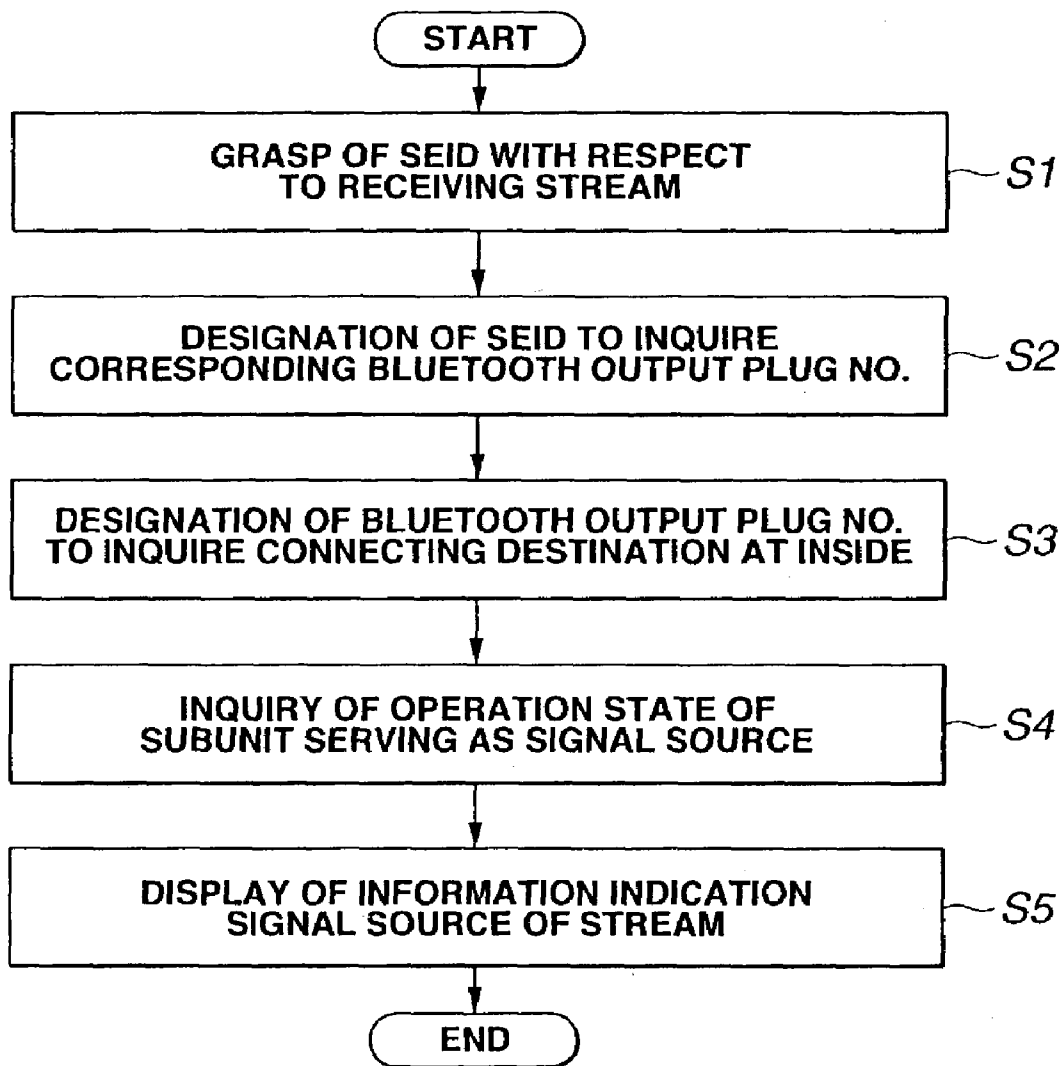 START
GRASP OF SEID WITH RESPECT
TO RECEIVING STREAM
S1
DESIGNATION OF SEID TO INQUIRE
CORRESPONDING BLUETOOTH OUTPUT PLUG NO.
S2
DESIGNATION OF BLUETOOTH OUTPUT PLUG NO.
TO INQUIRE CONNECTING DESTINATION AT INSIDE
S3
INQUIRY OF OPERATION STATE OF
SUBUNIT SERVING AS SIGNAL SOURCE
S4
DISPLAY OF INFORMATION INDICATION
SIGNAL SOURCE OF STREAM
S5
END